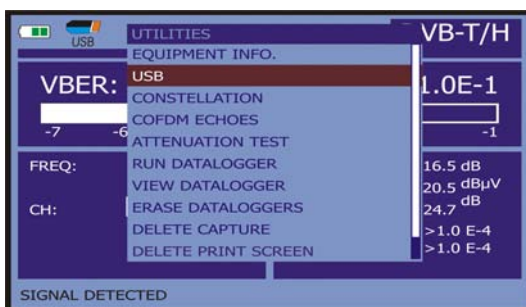 USB
UTILITIES
VB-T/H
EQUIPMENT INFO.
USB
CONSTELLATION
COFDM ECHOES
ATTENUATION TEST
RUN DATALOGGER
VIEW DATALOGGER
ERASE DATALOGGERS
DELETE CAPTURE
DELETE PRINT SCREEN
VBER:
1.0E-1
-7
-6
-1
FREQ:
CH:
16.5 dB
20.5 dBµV
24.7 dB
>1.0 E-4
>1.0 E-4
SIGNAL DETECTED